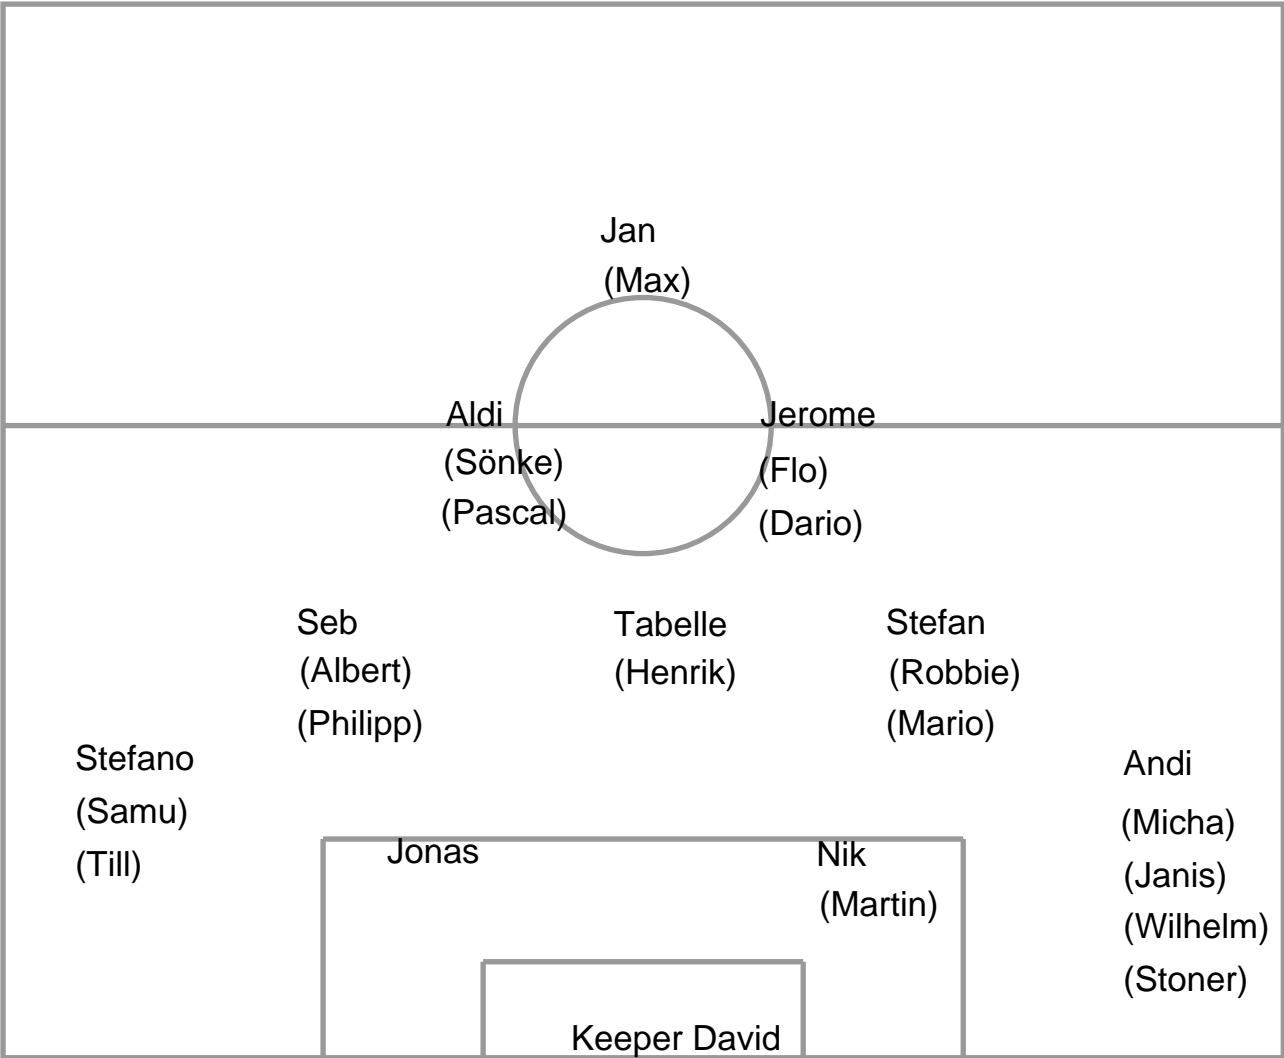 Jan
(Max)
Aldi
(Sönke)
(Pascal)
Jerome
(Flo)
(Dario)
Seb
(Albert)
(Philipp)
Tabelle
(Henrik)
Stefan
(Robbie)
(Mario)
Stefano
(Samu)
(Till)
Andi
(Micha)
(Janis)
(Wilhelm)
(Stoner)
Jonas
Nik
(Martin)
Keeper David